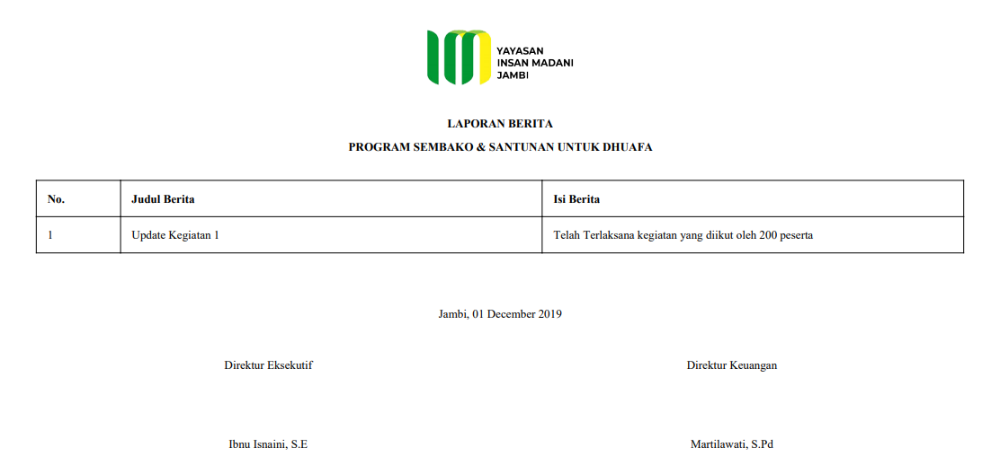 YAYASAN
INSAN MADANI
JAMBI
LAPORAN BERITA
PROGRAM SEMBAKO & SANTUNAN UNTUK DHUAFA
No. Judul Berita Isi Berita
1 Update Kegiatan 1 Telah Terlaksana kegiatan yang diikut oleh 200 peserta
Jambi, 01 December 2019
Direktur Eksekutif Direktur Keuangan
Ibnu Isnaini, S.E Martilawati, S.Pd